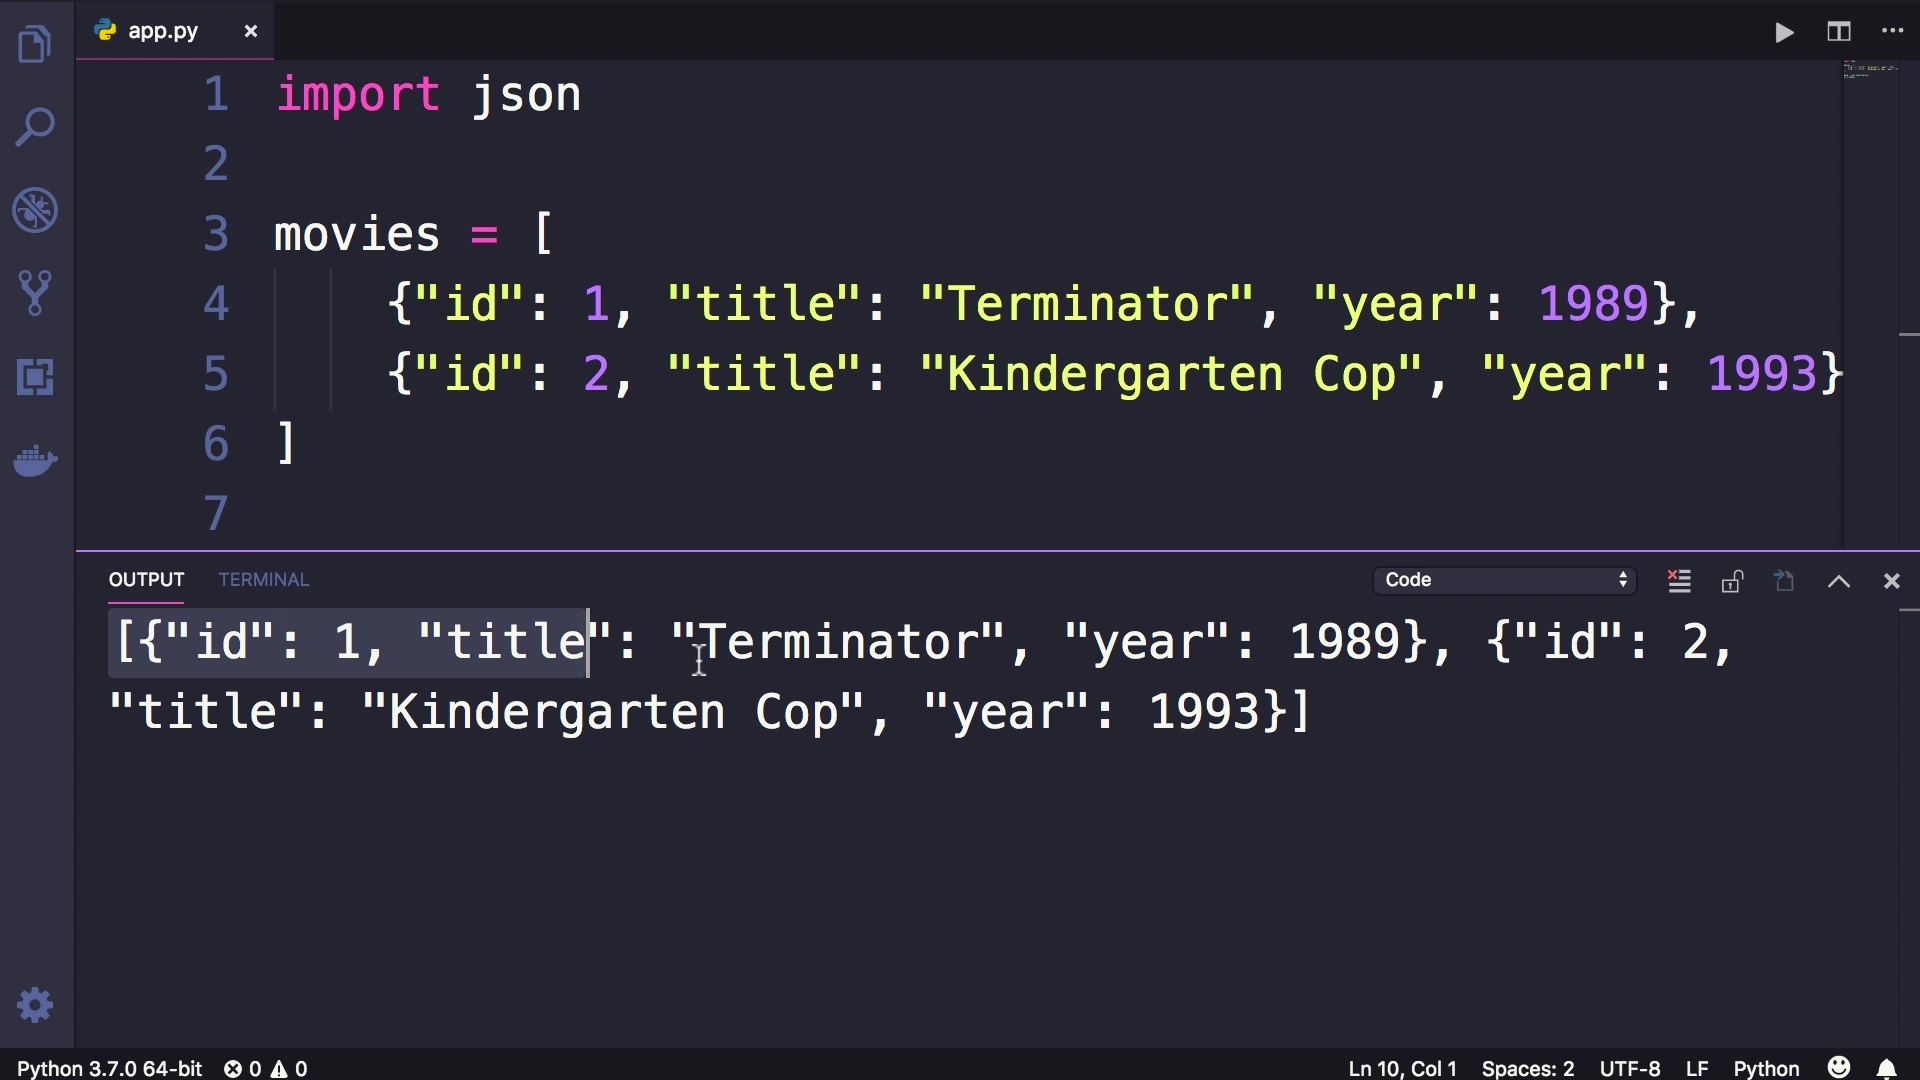 app.py
1 import json
2
3 movies = [
4 {"id": 1, "title": "Terminator", "year": 1989},
5 {"id": 2, "title": "Kindergarten Cop", "year": 1993}
6 ]
7
OUTPUT TERMINAL Code
[{"id": 1, "title": "Terminator", "year": 1989}, {"id": 2,
"title": "Kindergarten Cop", "year": 1993}]
Python 3.7.0 64-bit 0 0 Ln 10, Col 1 Spaces: 2 UTF-8 LF Python